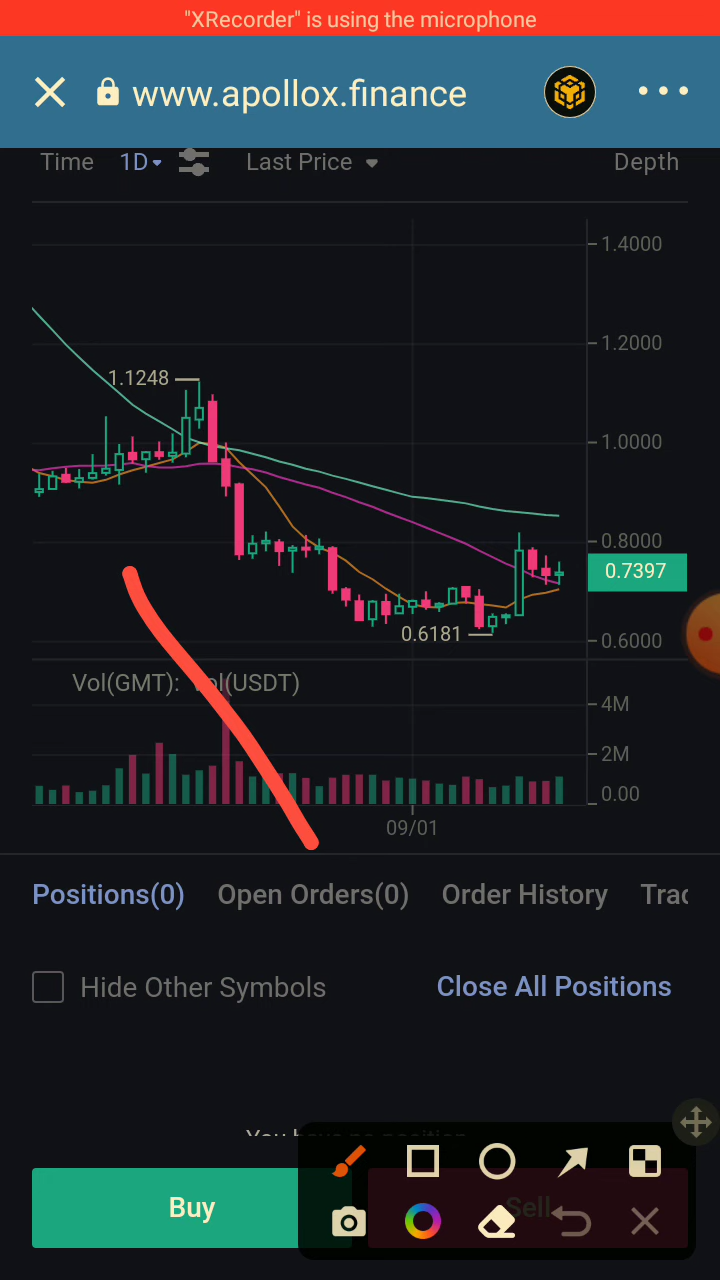 "XRecorder" is using the microphone
www.apollox.finance
Time 1D Last Price Depth
1.4000
1.2000
1.1248
1.0000
0.8000
0.7397
0.6181
0.6000
Vol(GMT): Vol(USDT)
4M
2M
0.00
09/01
Positions(0) Open Orders(0) Order History
Hide Other Symbols Close All Positions
Buy Sell